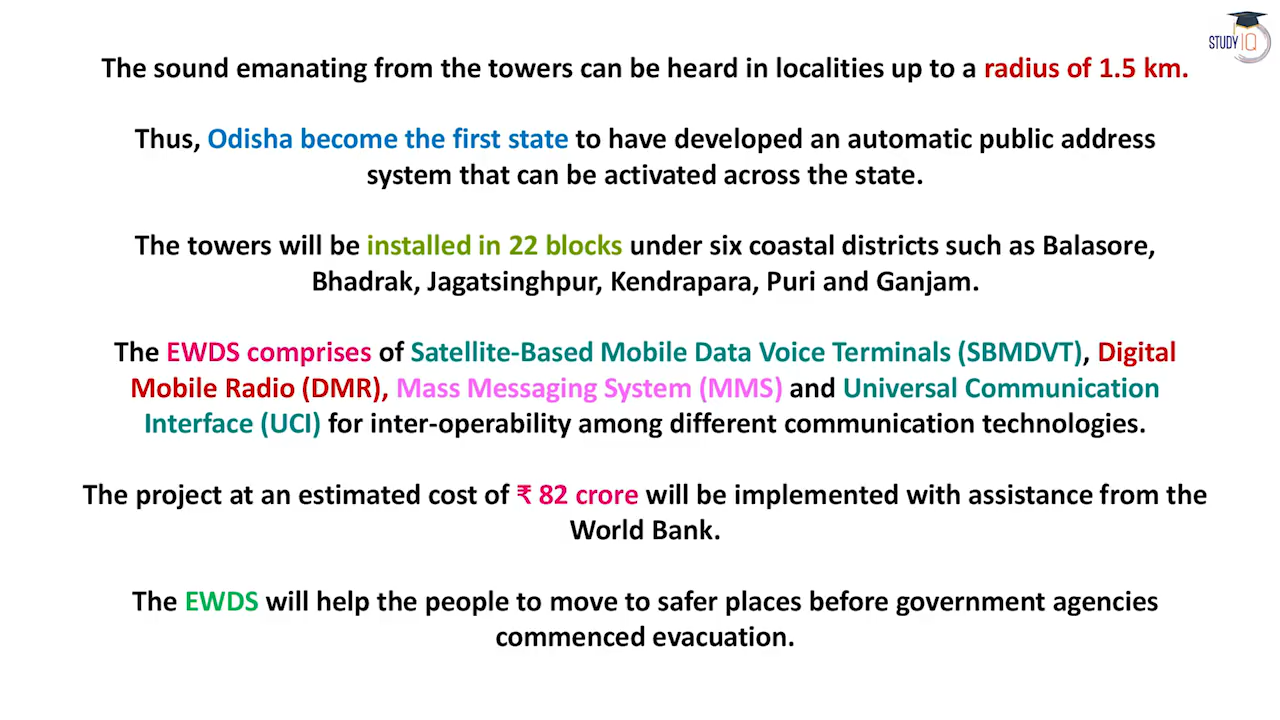 STUDY IQ
The sound emanating from the towers can be heard in localities up to a radius of 1.5 km.
Thus, Odisha become the first state to have developed an automatic public address
system that can be activated across the state.
The towers will be installed in 22 blocks under six coastal districts such as Balasore,
Bhadrak, Jagatsinghpur, Kendrapara, Puri and Ganjam.
The EWDS comprises of Satellite-Based Mobile Data Voice Terminals (SBMDVT), Digital
Mobile Radio (DMR), Mass Messaging System (MMS) and Universal Communication
Interface (UCI) for inter-operability among different communication technologies.
The project at an estimated cost of ₹ 82 crore will be implemented with assistance from the
World Bank.
The EWDS will help the people to move to safer places before government agencies
commenced evacuation.